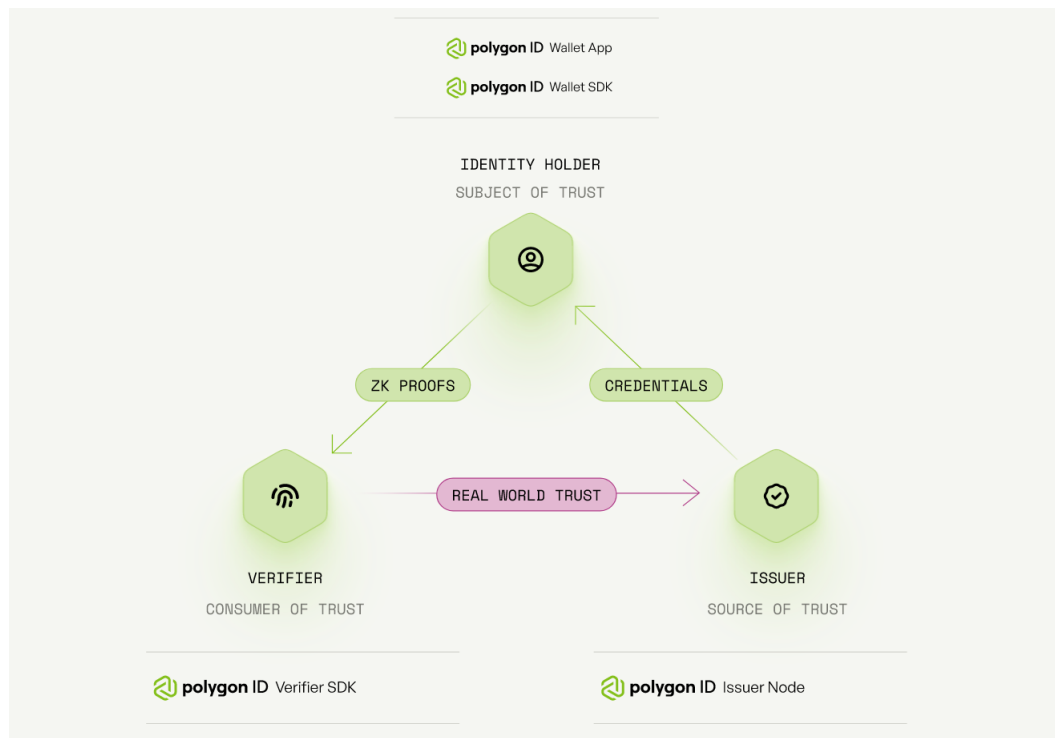 polygon ID Wallet App
polygon ID Wallet SDK
IDENTITY HOLDER
SUBJECT OF TRUST
ZK PROOFS
CREDENTIALS
REAL WORLD TRUST
VERIFIER
CONSUMER OF TRUST
ISSUER
SOURCE OF TRUST
polygon ID Verifier SDK
polygon ID Issuer Node